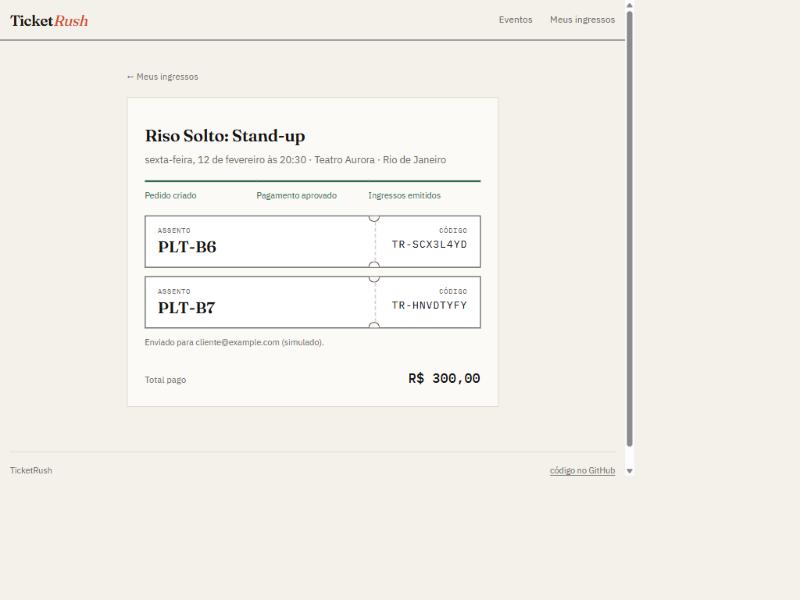 TicketRush
Eventos Meus ingressos
← Meus ingressos
Riso Solto: Stand-up
sexta-feira, 12 de fevereiro às 20:30 · Teatro Aurora · Rio de Janeiro
Pedido criado Pagamento aprovado Ingressos emitidos
ASSENTO CÓDIGO
PLT-B6 TR-SCX3L4YD
ASSENTO CÓDIGO
PLT-B7 TR-HNVDTYFY
Enviado para cliente@example.com (simulado).
Total pago R$ 300,00
TicketRush código no GitHub